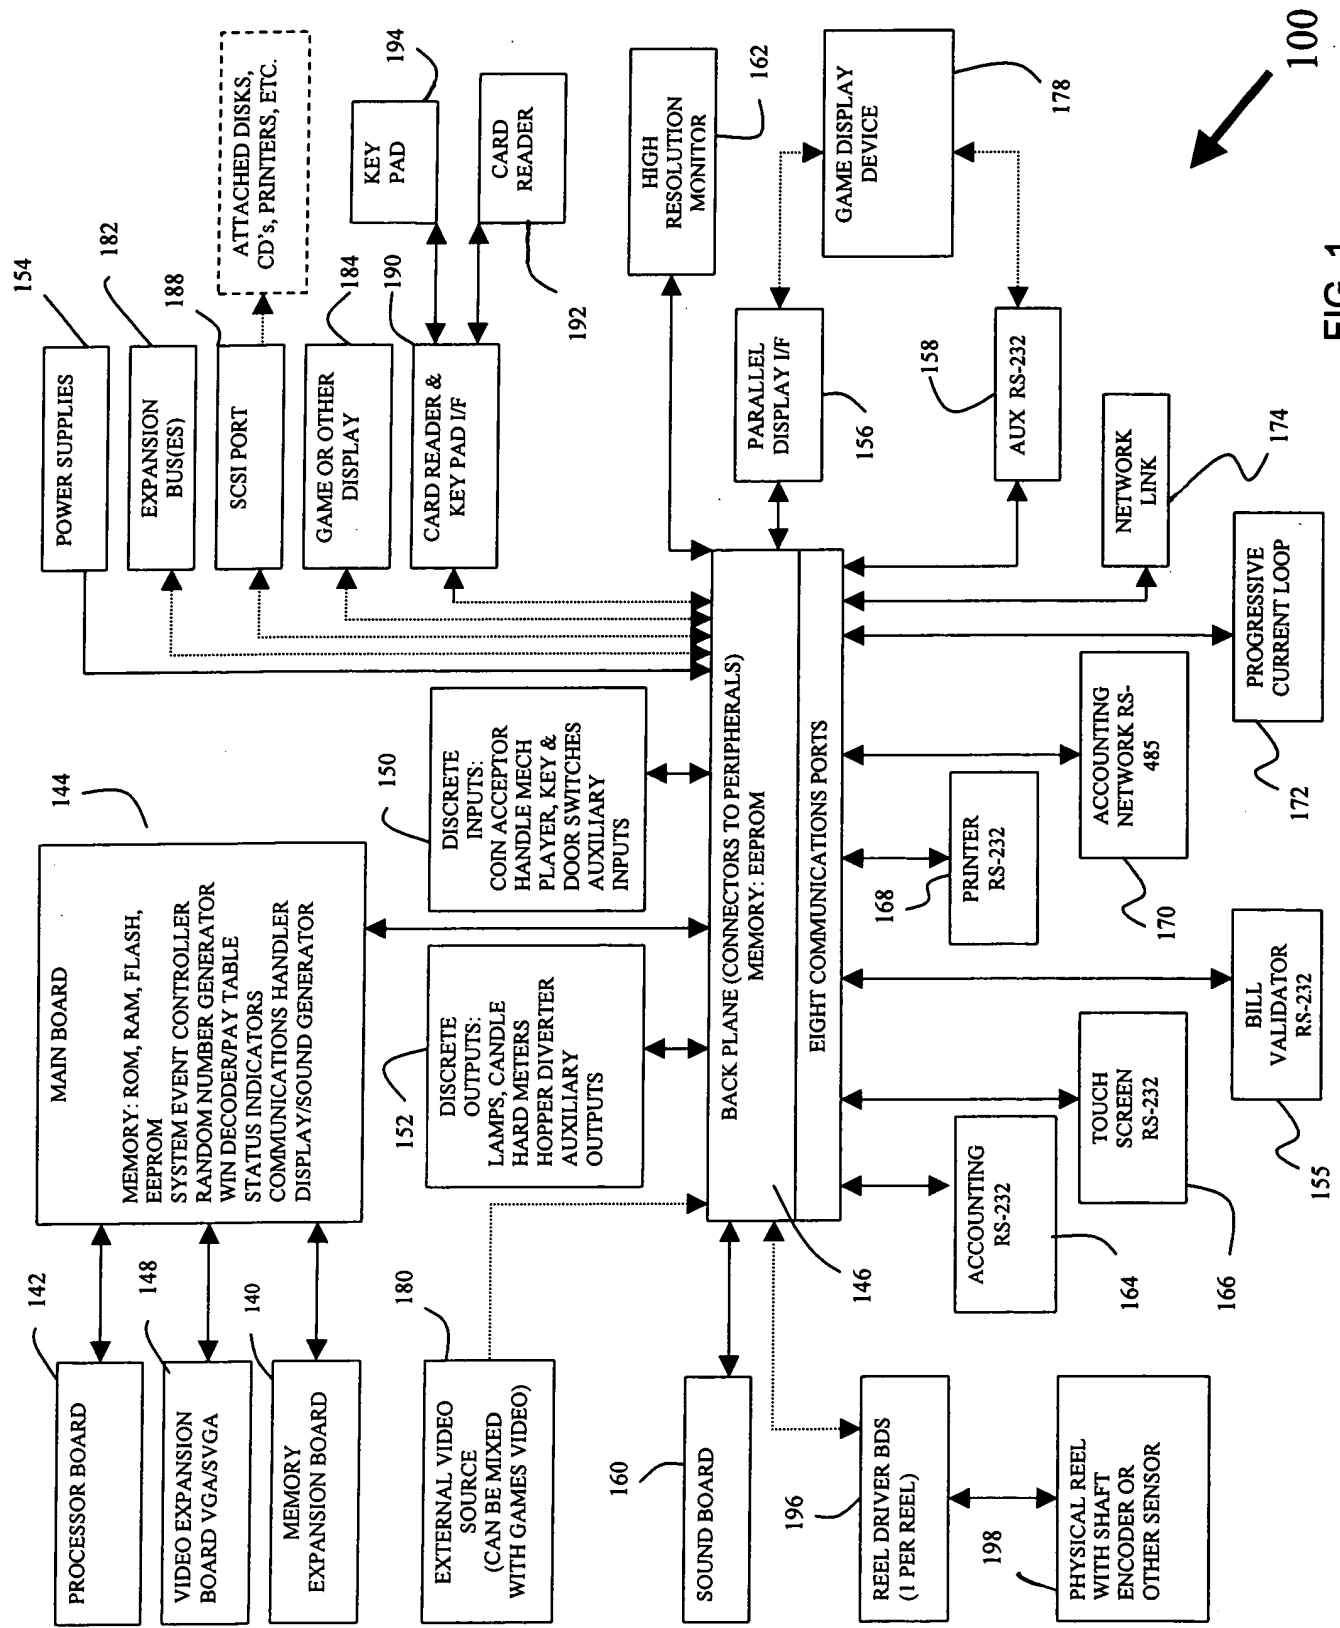 142
PROCESSOR BOARD
148
VIDEO EXPANSION
BOARD VGA/SVGA
140
MEMORY
EXPANSION BOARD
144
MAIN BOARD
MEMORY: ROM, RAM, FLASH,
EEPROM
SYSTEM EVENT CONTROLLER
RANDOM NUMBER GENERATOR
WIN DECODER/PAY TABLE
STATUS INDICATORS
COMMUNICATIONS HANDLER
DISPLAY/SOUND GENERATOR
154
POWER SUPPLIES
182
EXPANSION
BUS(ES)
188
SCSI PORT
ATTACHED DISKS,
CD's, PRINTERS, ETC.
184
GAME OR OTHER
DISPLAY
190
CARD READER &
KEY PAD I/F
194
KEY
PAD
CARD
READER
192
180
EXTERNAL VIDEO
SOURCE
(CAN BE MIXED
WITH GAMES VIDEO)
152
DISCRETE
OUTPUTS:
LAMPS, CANDLE
HARD METERS
HOPPER DIVERTER
AUXILIARY
OUTPUTS
150
DISCRETE
INPUTS:
COIN ACCEPTOR
HANDLE MECH
PLAYER, KEY &
DOOR SWITCHES
AUXILIARY
INPUTS
HIGH
RESOLUTION
MONITOR
162
160
SOUND BOARD
BACK PLANE (CONNECTORS TO PERIPHERALS)
MEMORY: EEPROM
EIGHT COMMUNICATIONS PORTS
146
PARALLEL
DISPLAY I/F
156
GAME DISPLAY
DEVICE
178
158
AUX RS-232
196
REEL DRIVER BDS
(1 PER REEL)
198
PHYSICAL REEL
WITH SHAFT
ENCODER OR
OTHER SENSOR
ACCOUNTING
RS-232
164
TOUCH
SCREEN
RS-232
166
BILL
VALIDATOR
RS-232
155
168
PRINTER
RS-232
ACCOUNTING
NETWORK RS-
485
170
PROGRESSIVE
CURRENT LOOP
172
NETWORK
LINK
174
100
FIG. 1